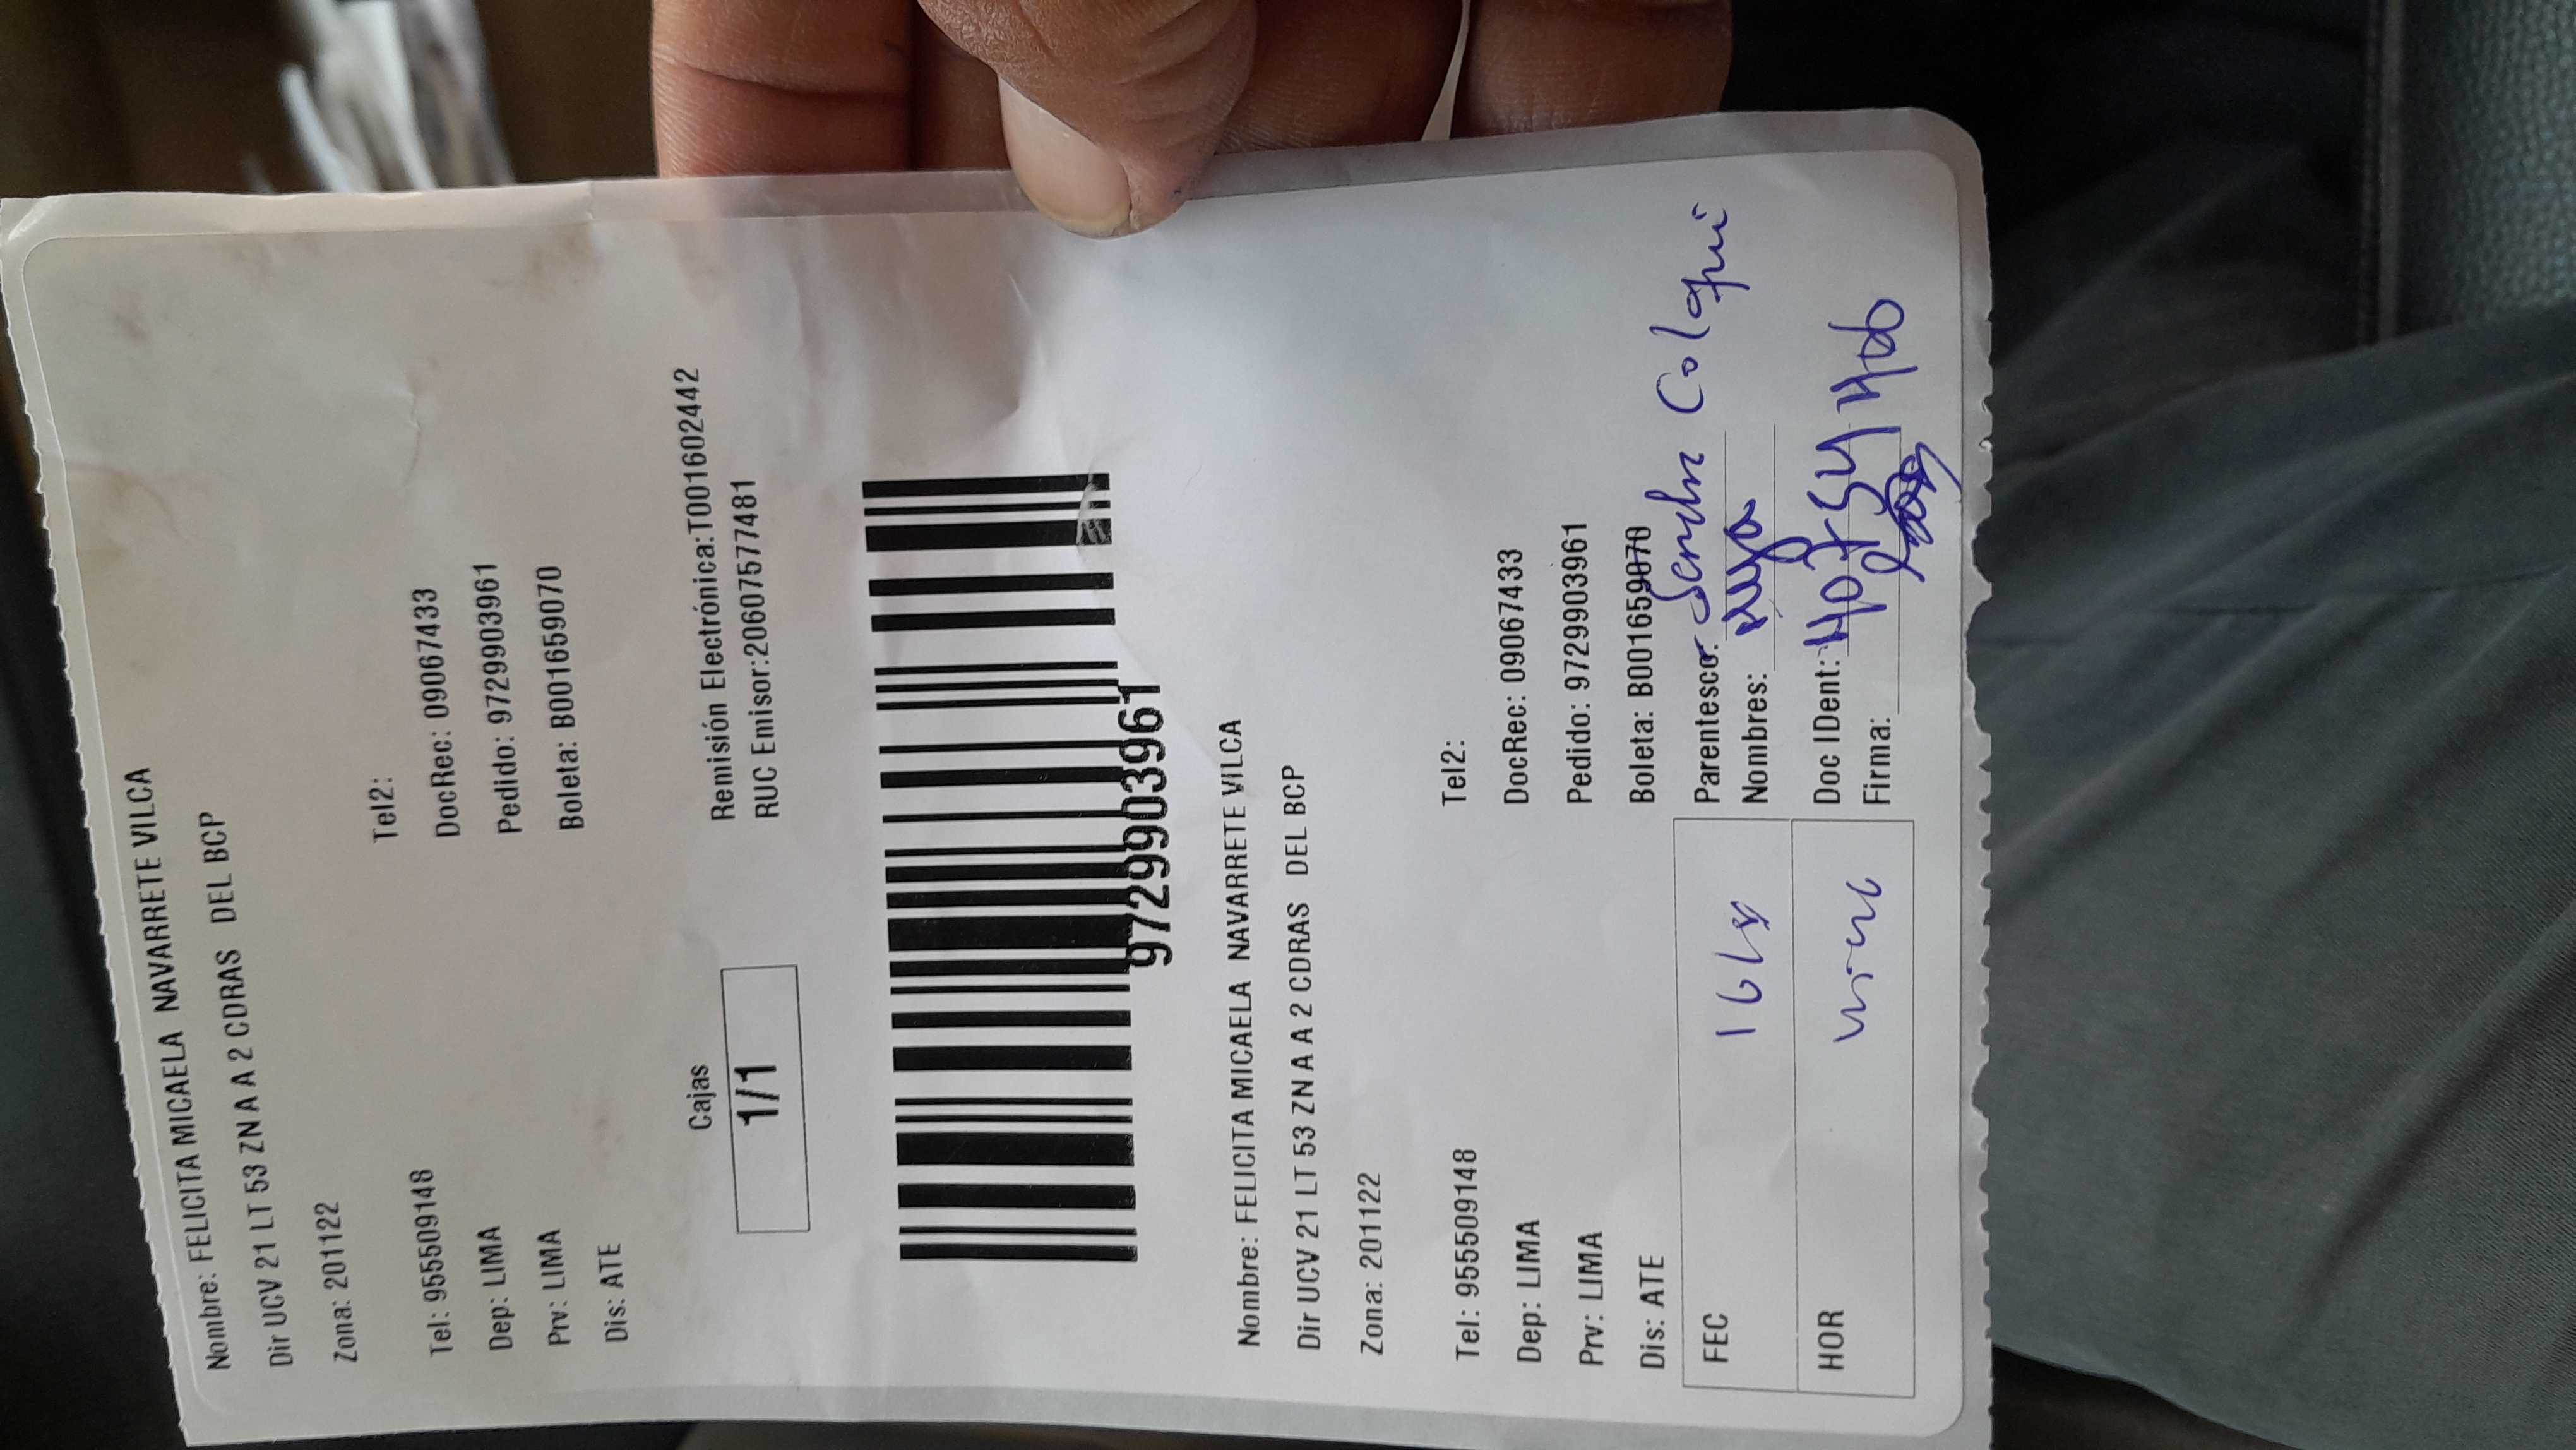 Nombre: FELICITA MICAELA NAVARRETE VILCA
Dir UCV 21 LT 53 ZN A A 2 CDRAS DEL BCP
Zona: 201122
Tel: 955509148 Tel2:
Dep: LIMA DocRec: 09067433
Prv: LIMA Pedido: 97299903961
Dis: ATE Boleta: B001659070
Cajas
1/1
Remisión Electrónica:T001602442
RUC Emisor:20607577481
97299903961
Nombre: FELICITA MICAELA NAVARRETE VILCA
Dir UCV 21 LT 53 ZN A A 2 CDRAS DEL BCP
Zona: 201122
Tel: 955509148 Tel2:
Dep: LIMA DocRec: 09067433
Prv: LIMA Pedido: 97299903961
Dis: ATE Boleta: B001659070
FEC
HOR
Parentesco:
Nombres:
Doc IDent:
Firma: